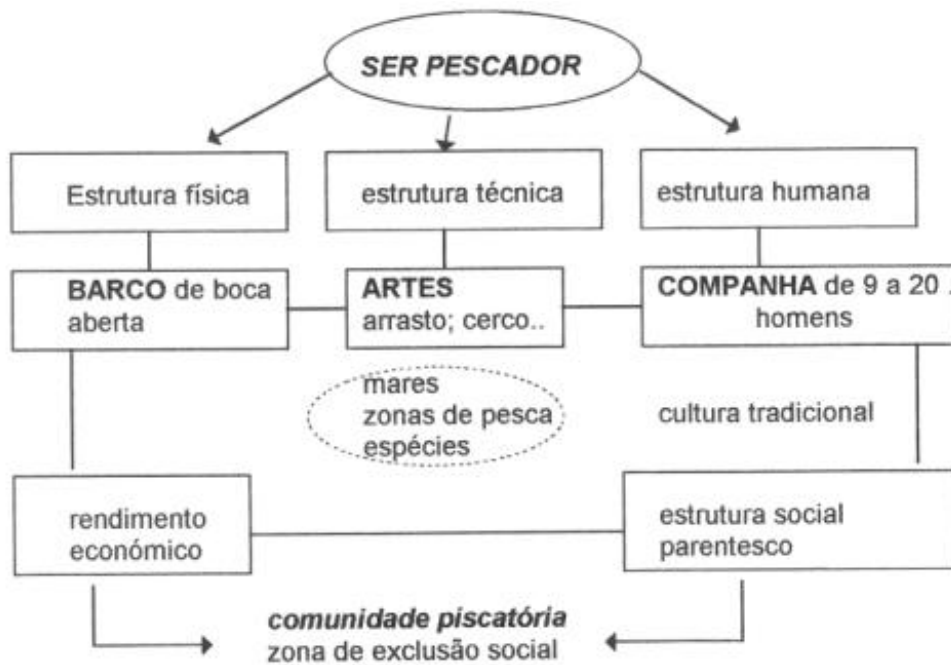 SER PESCADOR
Estrutura física
estrutura técnica
estrutura humana
BARCO de boca
aberta
ARTES
arrasto; cerco..
COMPANHA de 9 a 20 .
homens
mares
zonas de pesca
espécies
cultura tradicional
rendimento
económico
estrutura social
parentesco
comunidade piscatória
zona de exclusão social